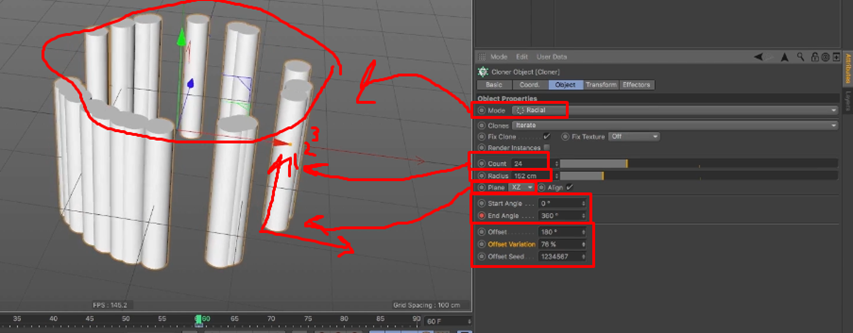 Mode Edit User Data
Cloner Object [Cloner]
Basic Coord. Object Transform Effectors
Object Properties
Mode Radial
Clones Iterate
Fix Clone Fix Texture Off
Render Instances
Count 24
Radius 152 cm
Plane XZ Align
Start Angle . . . 0 °
End Angle . . . . 360 °
Offset 180 °
Offset Variation 76 %
Offset Seed . 1234567
Attributes
Layers
1
2
3
FPS : 145.2
Grid Spacing : 100 cm
35 40 45 50 55 60 65 70 75 80 85 90 60 F